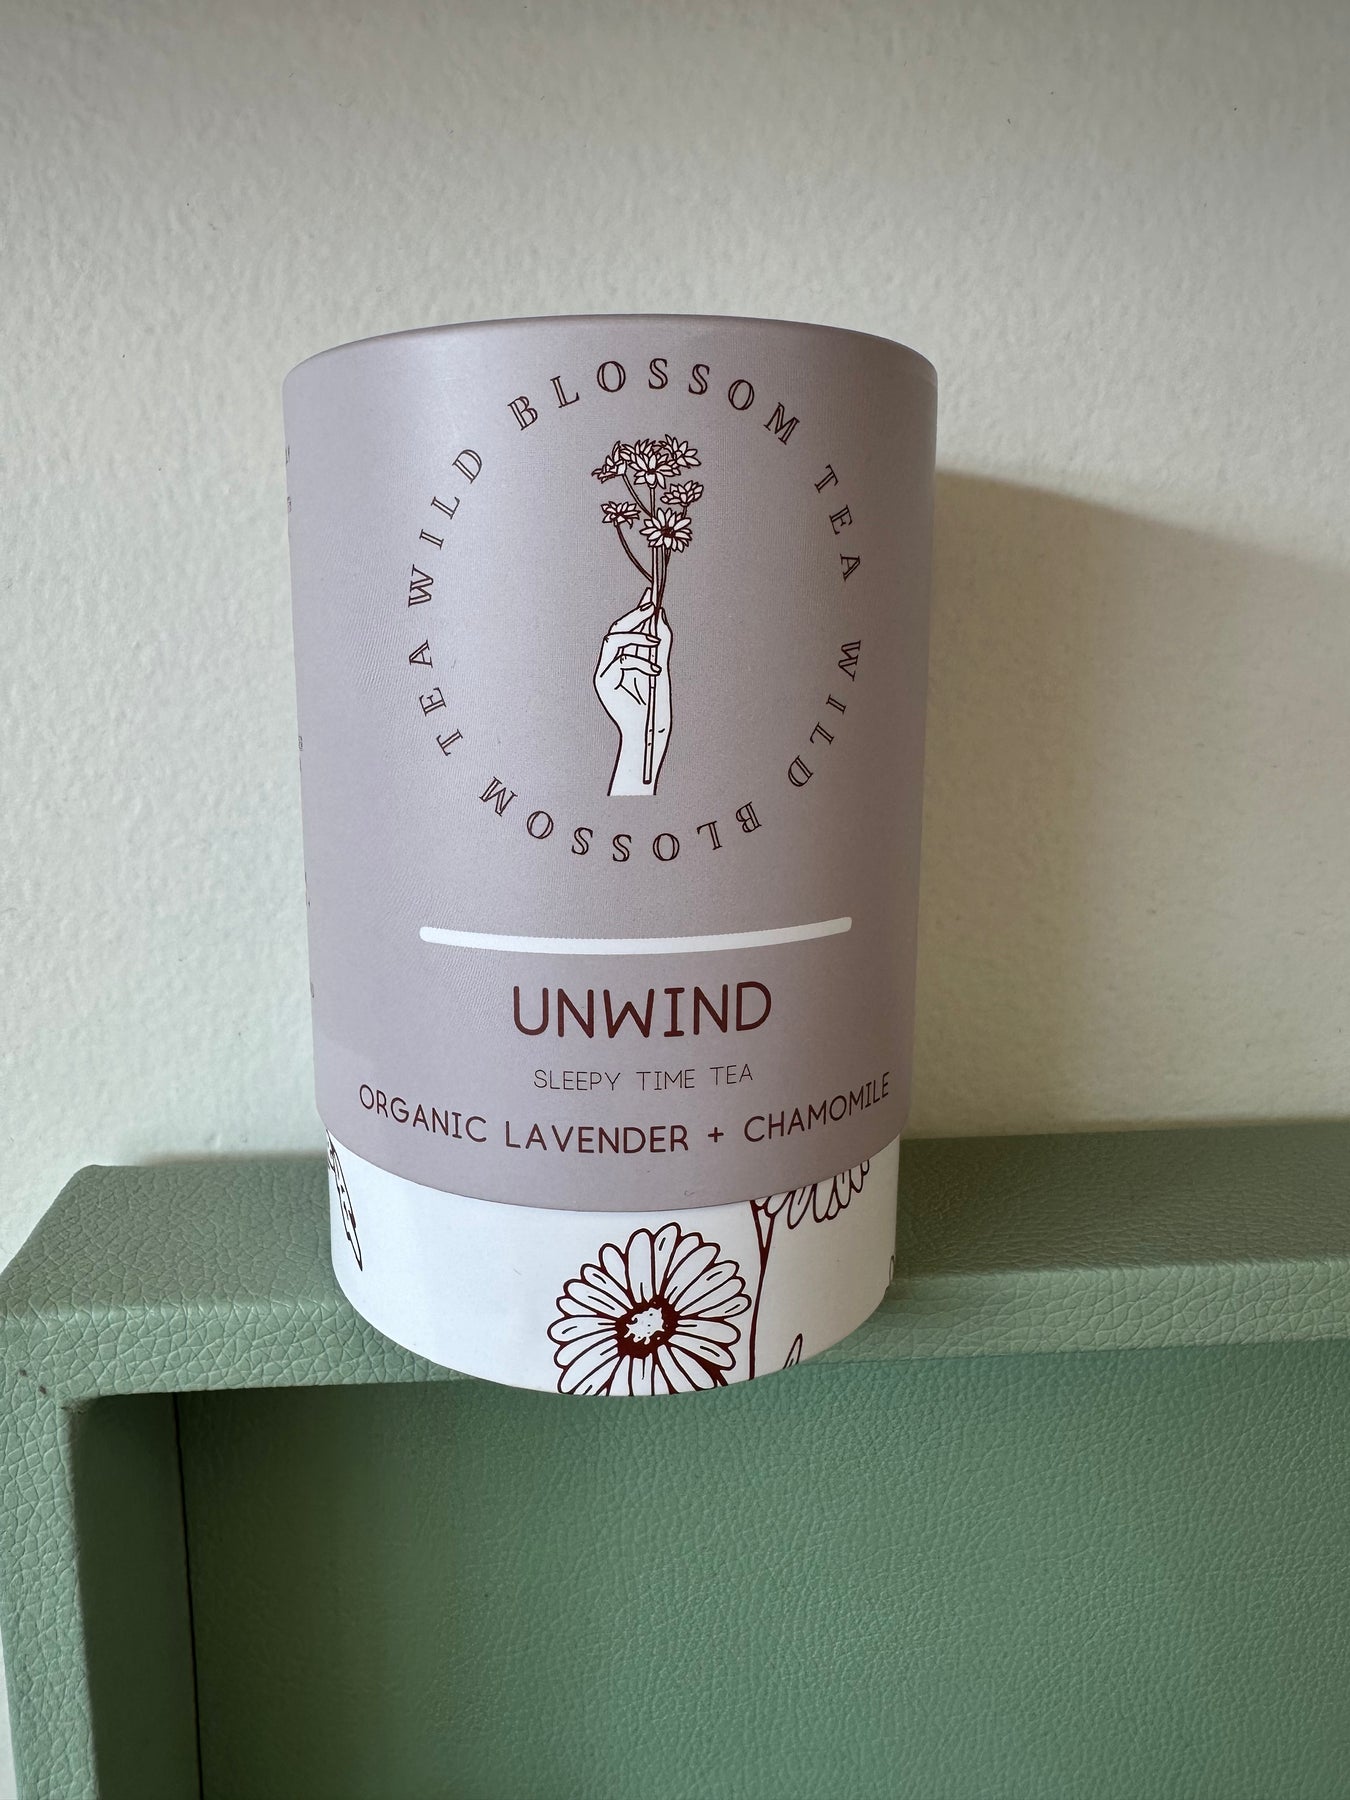 WILD BLOSSOM TEA WILD BLOSSOM TEA
UNWIND
SLEEPY TIME TEA
ORGANIC LAVENDER + CHAMOMILE